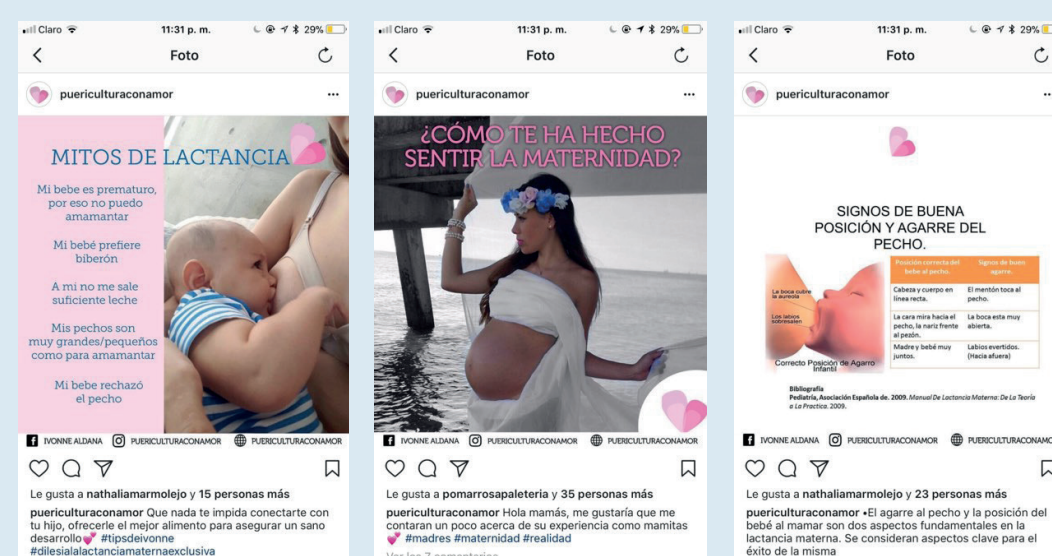 Claro 11:31 p. m. 29%
Foto
puericulturaconamor
MITOS DE LACTANCIA
Mi bebe es prematuro,
por eso no puedo
amamantar
Mi bebé prefiere
biberón
A mi no me sale
suficiente leche
Mis pechos son
muy grandes/pequeños
como para amamantar
Mi bebe rechazó
el pecho
IVONNE ALDANA PUERICULTURACONAMOR PUERICULTURACONAMOR
Le gusta a nathaliamarmolejo y 15 personas más
puericulturaconamor Que nada te impida conectarte con
tu hijo, ofrecerle el mejor alimento para asegurar un sano
desarrollo💕 #tipsdeivonne
#dilesialalactanciamaternaexclusiva
Claro 11:31 p. m. 29%
Foto
puericulturaconamor
¿CÓMO TE HA HECHO
SENTIR LA MATERNIDAD?
IVONNE ALDANA PUERICULTURACONAMOR PUERICULTURACONAMOR
Le gusta a pomarrosapaleteria y 35 personas más
puericulturaconamor Hola mamás, me gustaría que me
contaran un poco acerca de su experiencia como mamitas
💕 #madres #maternidad #realidad
Ver los 7 comentarios
Claro 11:31 p. m. 29%
Foto
puericulturaconamor
SIGNOS DE BUENA
POSICIÓN Y AGARRE DEL
PECHO.
La boca cubre
la aureola
Los labios
sobresalen
Correcto Posición de Agarro
Infantil
Posición correcta del
bebe al pecho.
Signos de buen
agarre.
Cabeza y cuerpo en
línea recta.
El mentón toca al
pecho.
La cara mira hacia el
pecho, la nariz frente
al pezón.
La boca esta muy
abierta.
Madre y bebé muy
juntos.
Labios evertidos.
(Hacia afuera)
Bibliografía
Pediatría, Asociación Española de. 2009. Manual De Lactancia Materna: De La Teoría
a La Practica. 2009.
IVONNE ALDANA PUERICULTURACONAMOR PUERICULTURACONAMO
Le gusta a nathaliamarmolejo y 23 personas más
puericulturaconamor •El agarre al pecho y la posición del
bebé al mamar son dos aspectos fundamentales en la
lactancia materna. Se consideran aspectos clave para el
éxito de la misma